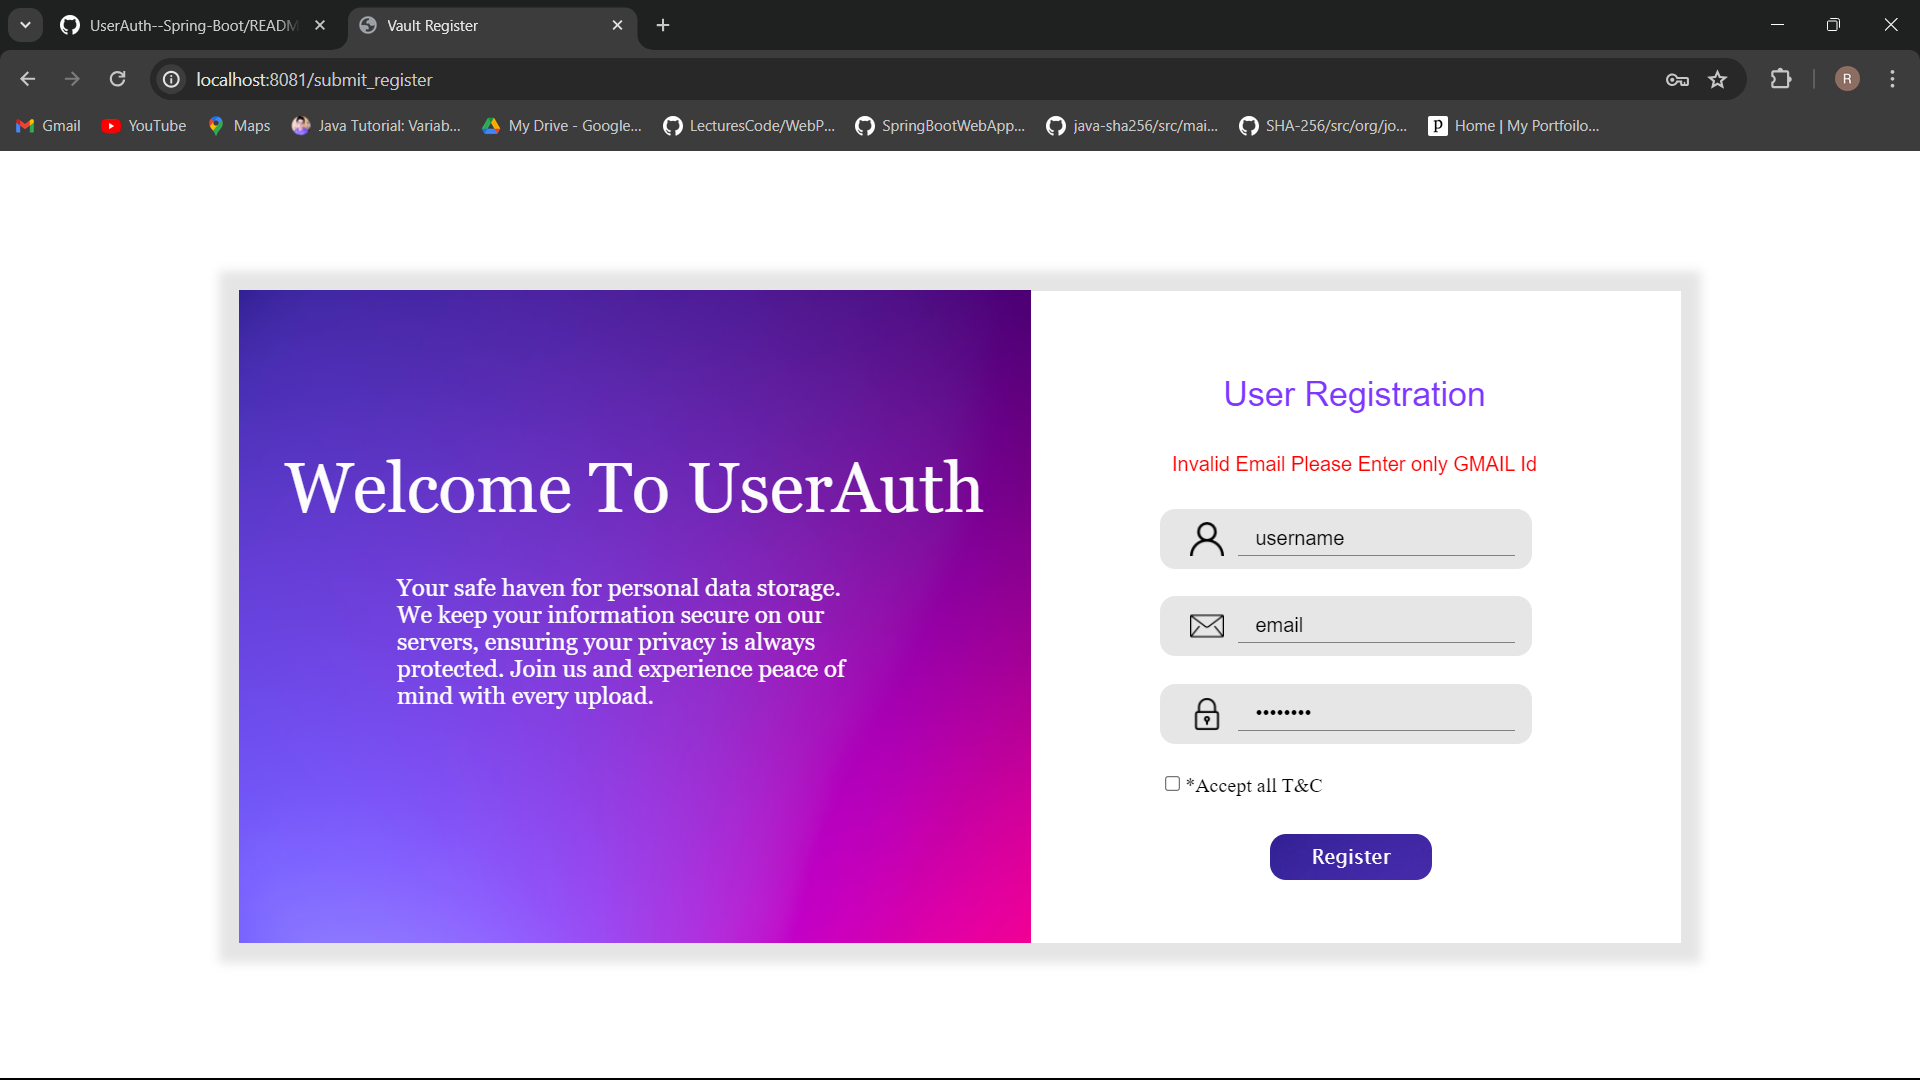 UserAuth--Spring-Boot/READM
Vault Register
localhost:8081/submit_register
R
Gmail
YouTube
Maps
Java Tutorial: Variab...
My Drive - Google...
LecturesCode/WebP...
SpringBootWebApp...
java-sha256/src/mai...
SHA-256/src/org/jo...
P
Home | My Portfoilo...
Welcome To UserAuth
Your safe haven for personal data storage.
We keep your information secure on our
servers, ensuring your privacy is always
protected. Join us and experience peace of
mind with every upload.
User Registration
Invalid Email Please Enter only GMAIL Id
username
email
••••••••
*Accept all T&C
Register